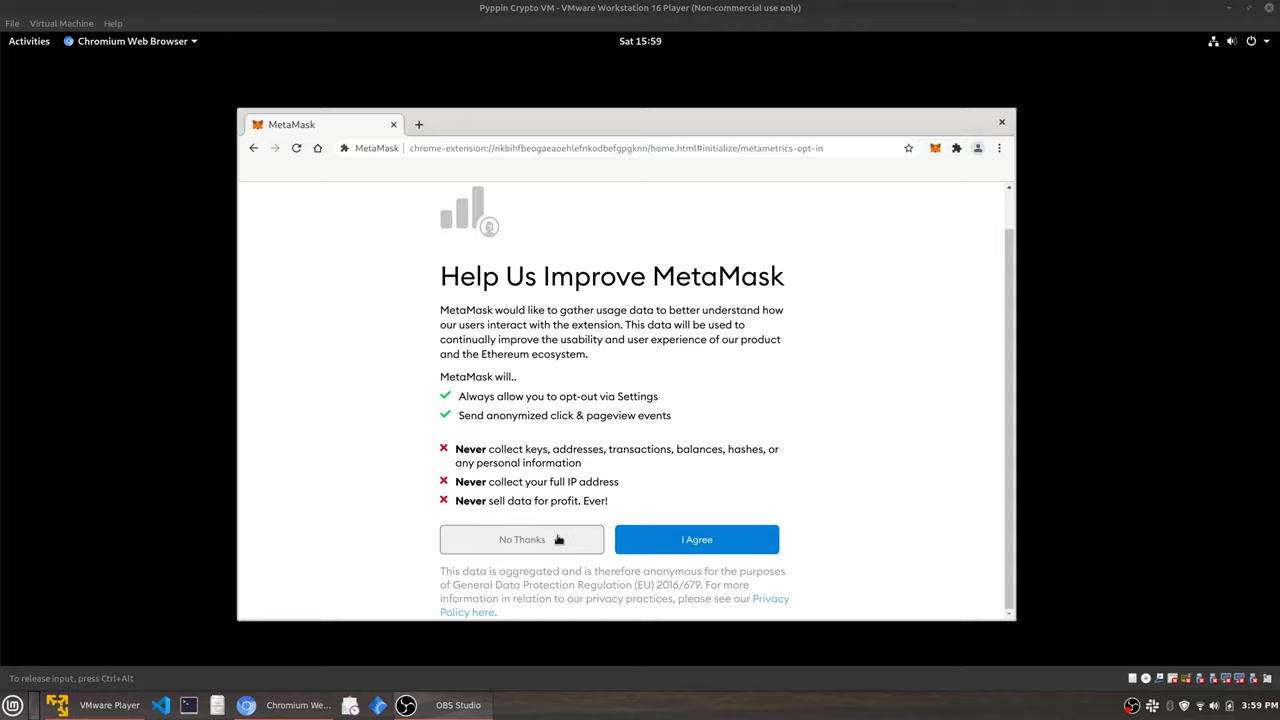 Pyppin Crypto VM - VMware Workstation 16 Player (Non-commercial use only)
File Virtual Machine Help
Activities Chromium Web Browser Sat 15:59
MetaMask
MetaMask chrome-extension://nkbihfbeogaeaoehlefnkodbefgpgknn/home.html#initialize/metametrics-opt-in
Help Us Improve MetaMask
MetaMask would like to gather usage data to better understand how
our users interact with the extension. This data will be used to
continually improve the usability and user experience of our product
and the Ethereum ecosystem.
MetaMask will..
Always allow you to opt-out via Settings
Send anonymized click & pageview events
Never collect keys, addresses, transactions, balances, hashes, or
any personal information
Never collect your full IP address
Never sell data for profit. Ever!
No Thanks I Agree
This data is aggregated and is therefore anonymous for the purposes
of General Data Protection Regulation (EU) 2016/679. For more
information in relation to our privacy practices, please see our Privacy
Policy here.
To release input, press Ctrl+Alt
VMware Player Chromium We... OBS Studio 3:59 PM